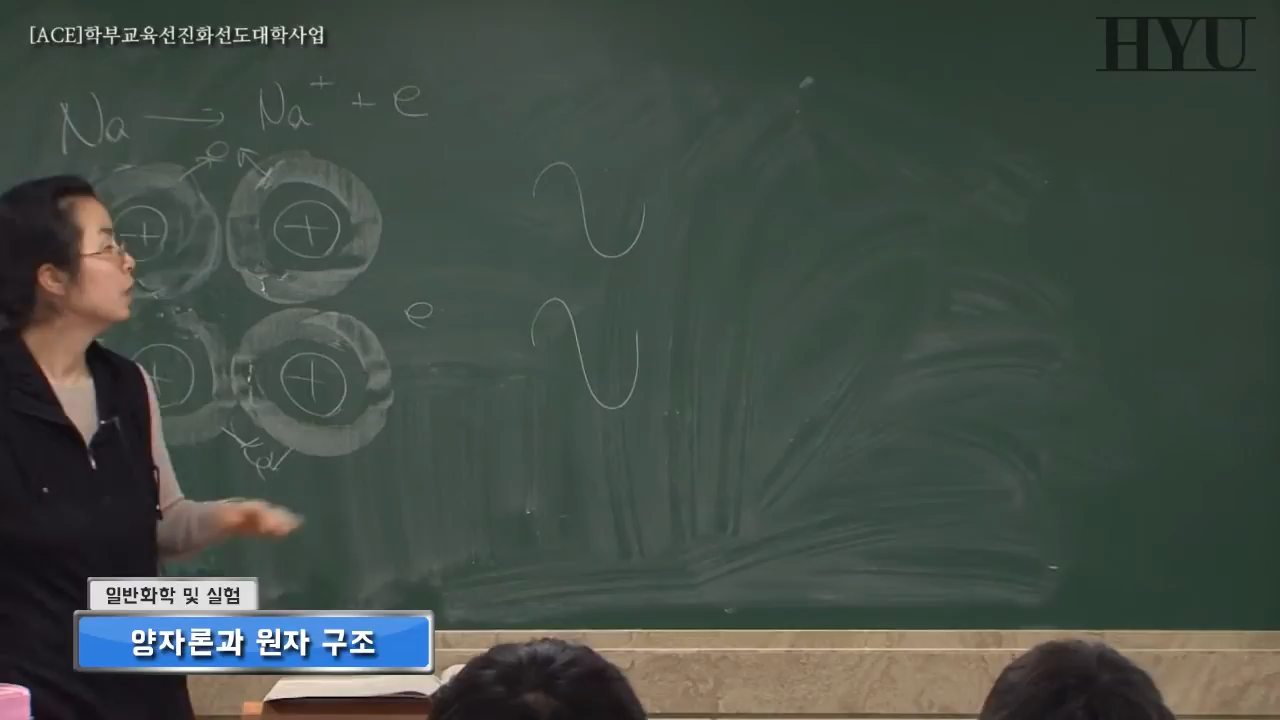 [ACE]학부교육선진화선도대학사업
HYU
Na → Na⁺ + e
e
+ +
e
+ +
e
일반화학 및 실험
양자론과 원자 구조